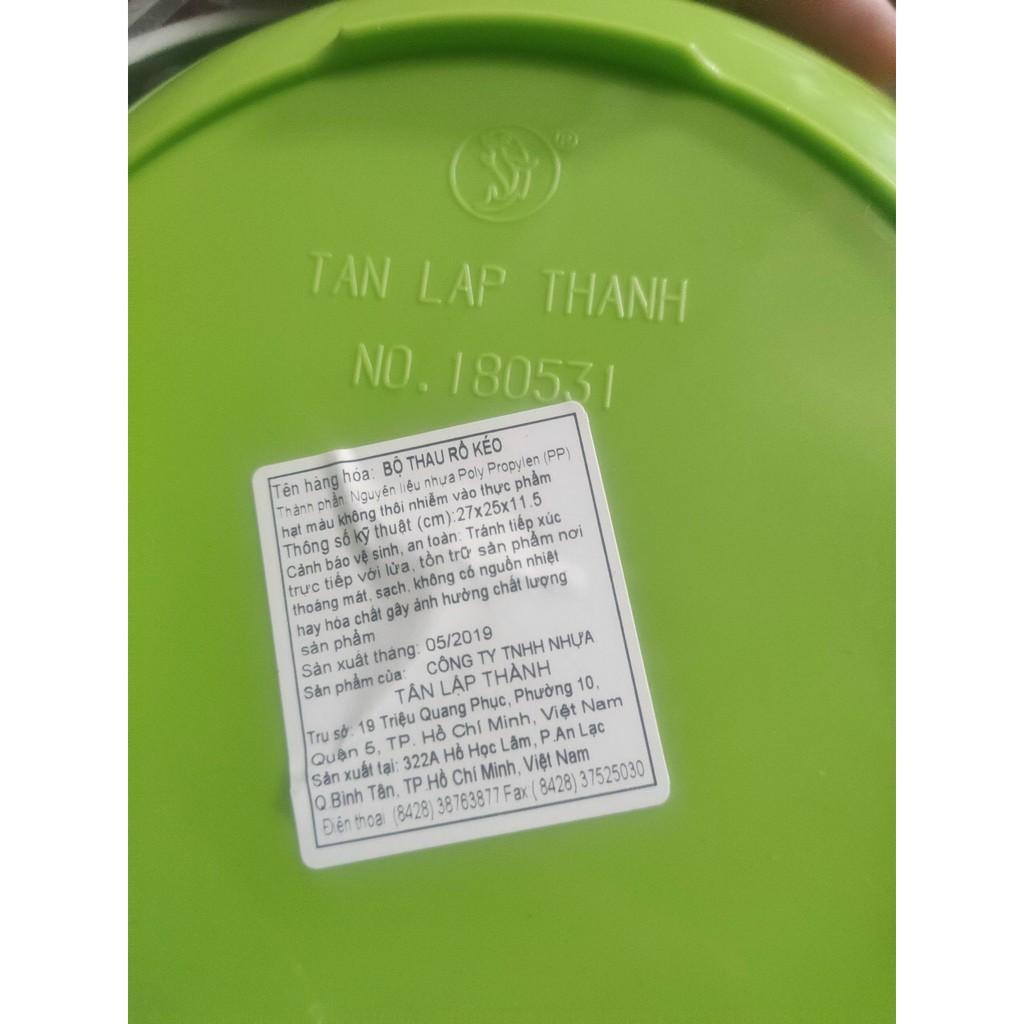 ®
TAN LAP THANH
NO.180531
Tên hàng hóa: BỘ THAU RỔ KÉO
Thành phần: Nguyên liệu nhựa Poly Propylen (PP)
hạt màu không thôi nhiễm vào thực phẩm
Thông số kỹ thuật (cm):27x25x11.5
Cảnh báo vệ sinh, an toàn: Tránh tiếp xúc
trực tiếp với lửa, tồn trữ sản phẩm nơi
thoáng mát, sạch, không có nguồn nhiệt
hay hóa chất gây ảnh hưởng chất lượng
sản phẩm
Sản xuất tháng: 05/2019
Sản phẩm của: CÔNG TY TNHH NHỰA
TÂN LẬP THÀNH
Trụ sở: 19 Triệu Quang Phục, Phường 10,
Quận 5, TP. Hồ Chí Minh, Việt Nam
Sản xuất tại: 322A Hồ Học Lãm, P.An Lạc
Q.Bình Tân, TP.Hồ Chí Minh, Việt Nam
Điện thoại (8428) 38763877 Fax:( 8428) 37525030